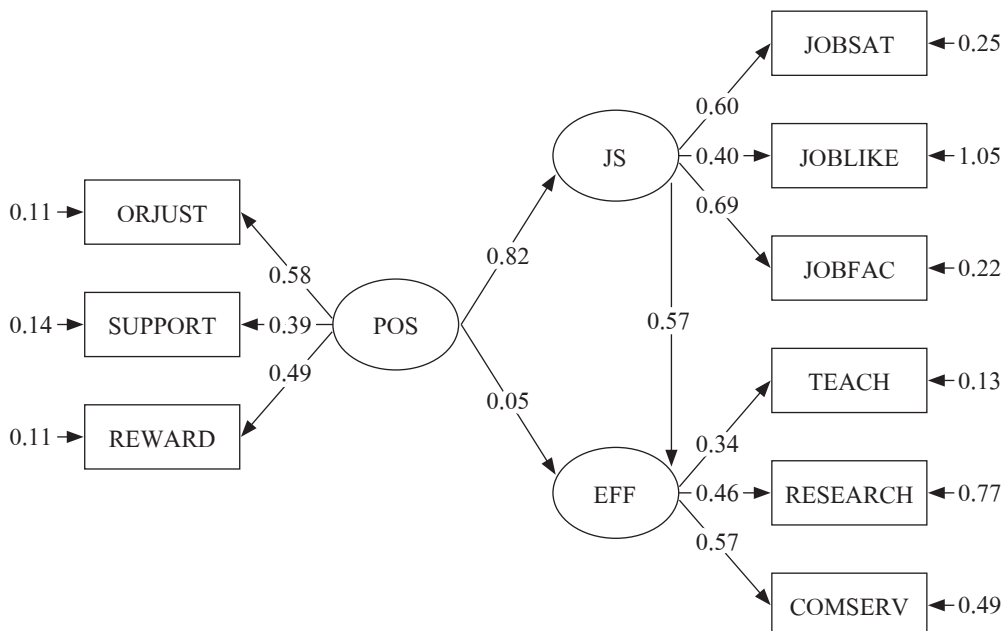 JOBSAT
0.25
0.60
JS
0.40
JOBLIKE
1.05
0.11
ORJUST
0.69
0.82
JOBFAC
0.22
0.58
0.14
SUPPORT
0.39
POS
0.57
0.49
TEACH
0.13
0.05
0.11
REWARD
0.34
EFF
0.46
RESEARCH
0.77
0.57
COMSERV
0.49